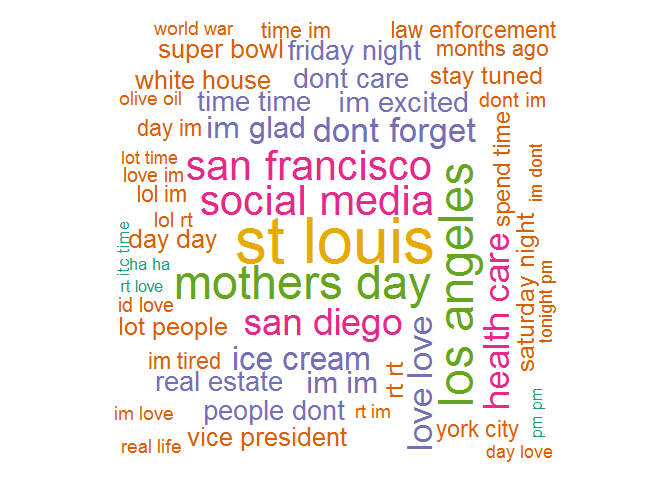 world war
time im
law enforcement
super bowl
friday night
months ago
white house
dont care
stay tuned
olive oil
time time
im excited
dont im
day im
im glad
dont forget
spend time
im dont
lot time
san francisco
love im
lol im
social media
los angeles
lol rt
st louis
itc time
day day
health care
saturday night
tonight pm
ha ha
rt love
mothers day
id love
lot people
san diego
love love
im tired
ice cream
rt rt
real estate
im im
im love
people dont
rt im
york city
pm pm
real life
vice president
day love